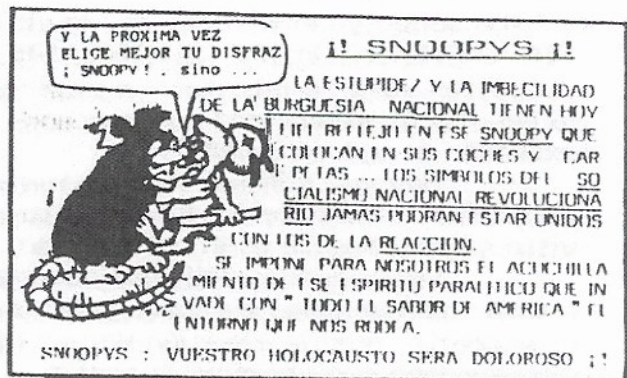 Y LA PROXIMA VEZ
ELIGE MEJOR TU DISFRAZ
¡ SNOOPY ! . sino ...
¡! SNOOPYS ¡!
LA ESTUPIDEZ Y LA IMBECILIDAD
DE LA BURGUESIA NACIONAL TIENEN HOY
REFLEJO EN ESE SNOOPY QUE
COLOCAN EN SUS COCHES Y CAR
PETAS ... LOS SIMBOLOS DEL SO
CIALISMO NACIONAL REVOLUCIONA
RIO JAMAS PODRAN ESTAR UNIDOS
CON LOS DE LA REACCION.
SE IMPONE PARA NOSOTROS EL ACUCHILLA
MIENTO DE ESE ESPIRITU PARALITICO QUE IN
VADE CON " TODO EL SABOR DE AMERICA " EL
ENTORNO QUE NOS RODEA.
SNOOPYS : VUESTRO HOLOCAUSTO SERA DOLOROSO ¡!